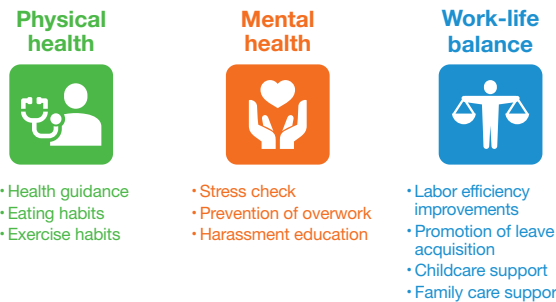 Physical
health
Mental
health
Work-life
balance
・Health guidance
・Eating habits
・Exercise habits
・Stress check
・Prevention of overwork
・Harassment education
・Labor efficiency
improvements
・Promotion of leave
acquisition
・Childcare support
・Family care suppor